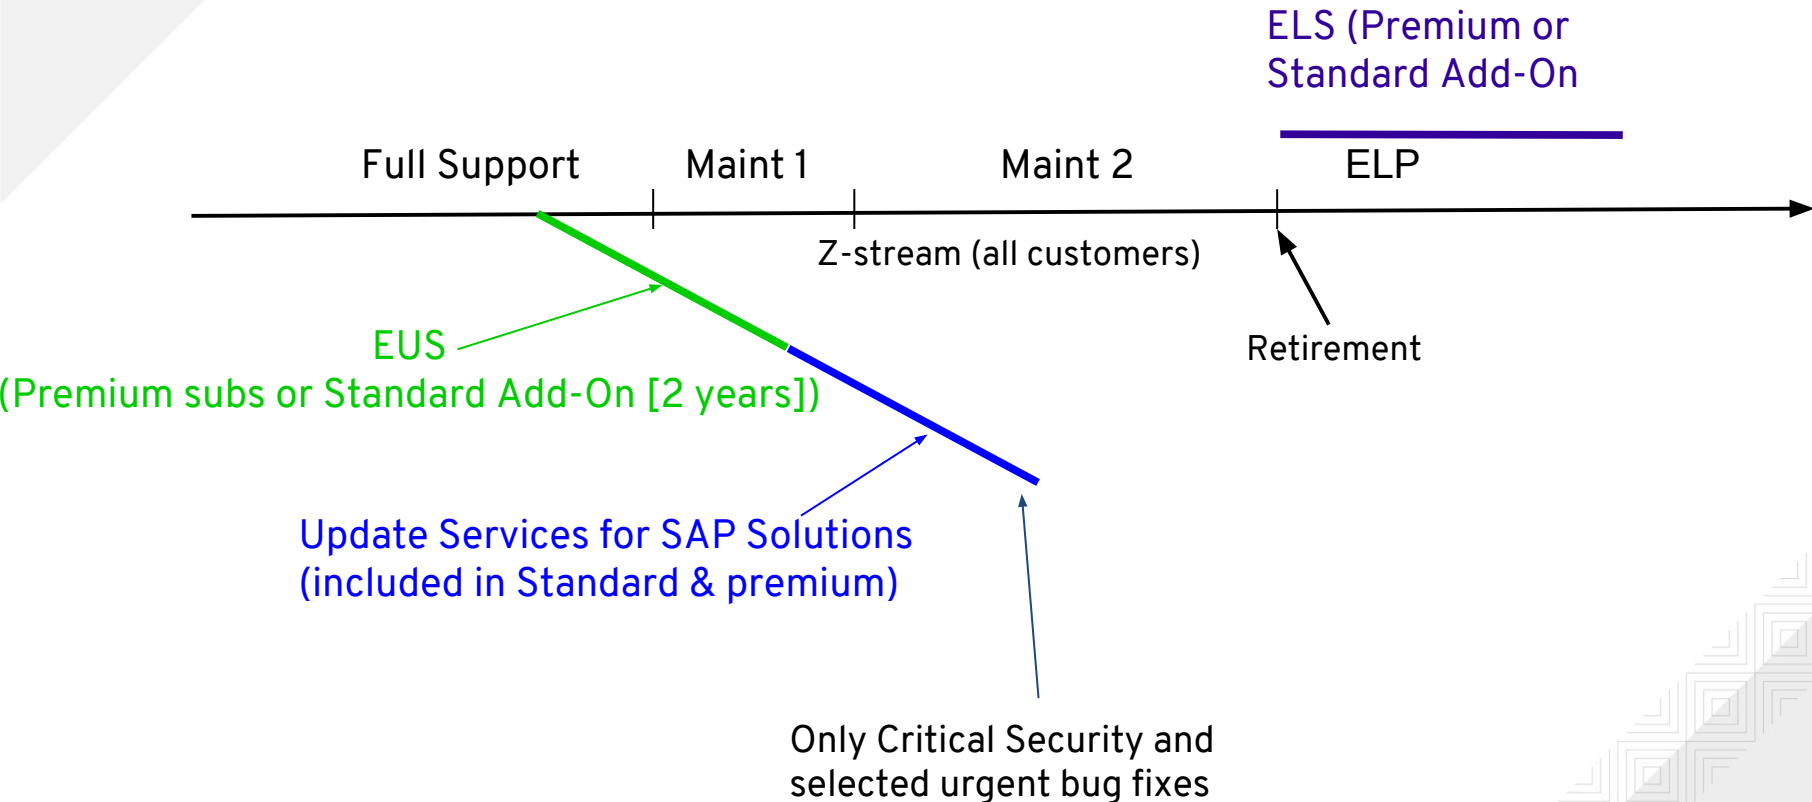 ELS (Premium or
Standard Add-On
Full Support
Maint 1
Maint 2
ELP
Z-stream (all customers)
Retirement
EUS
(Premium subs or Standard Add-On [2 years])
Update Services for SAP Solutions
(included in Standard & premium)
Only Critical Security and
selected urgent bug fixes